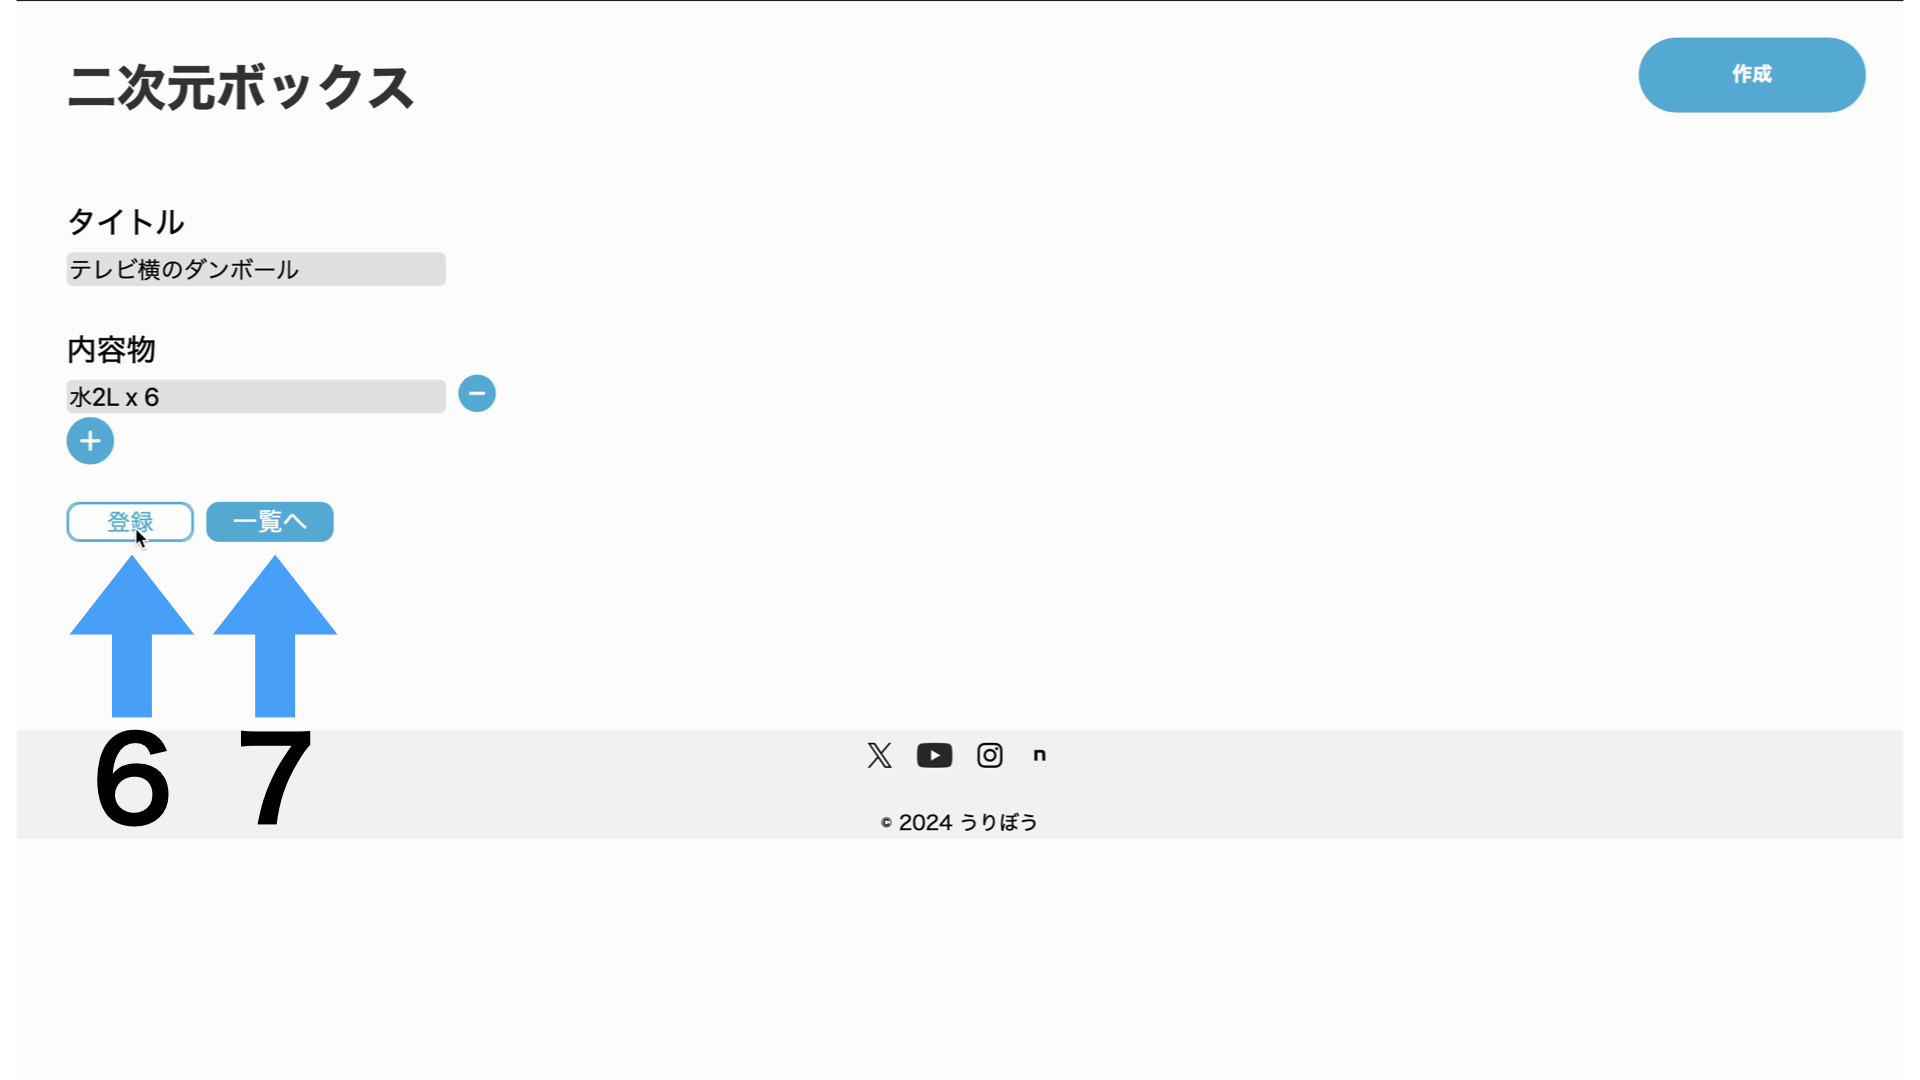 二次元ボックス
作成
タイトル
テレビ横のダンボール
内容物
水2L x 6
登録 一覧へ
6 7
© 2024 うりぼう